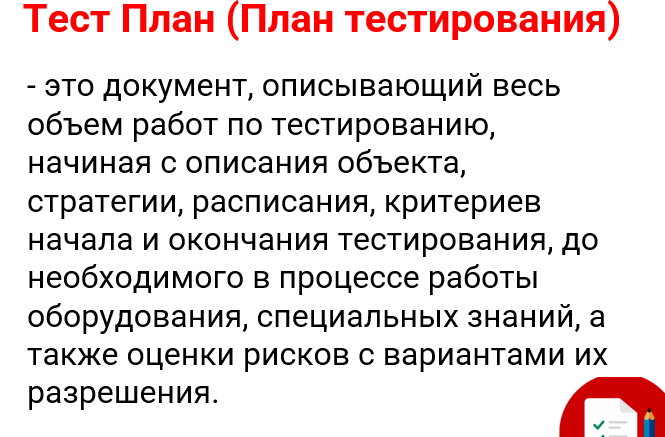 Тест План (План тестирования)
- это документ, описывающий весь
объем работ по тестированию,
начиная с описания объекта,
стратегии, расписания, критериев
начала и окончания тестирования, до
необходимого в процессе работы
оборудования, специальных знаний, а
также оценки рисков с вариантами их
разрешения.